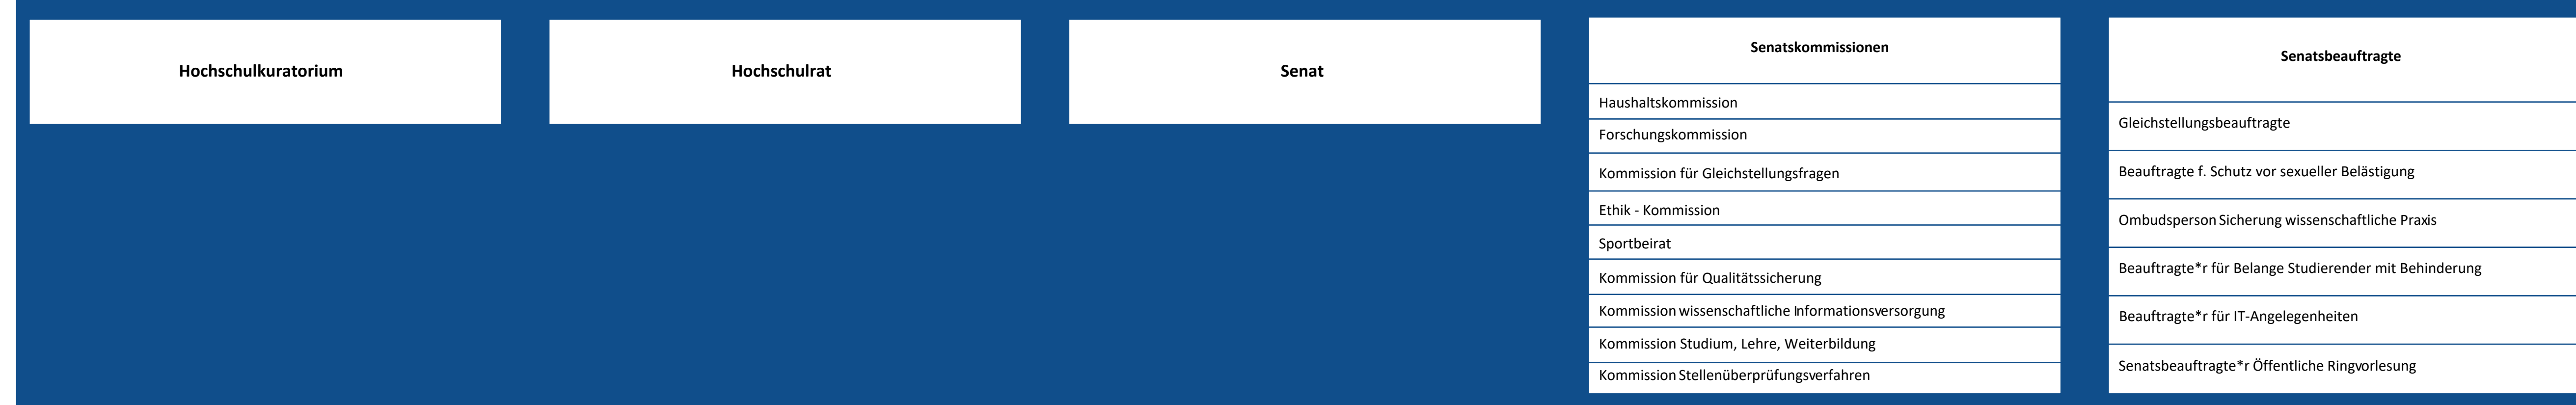 Hochschulkuratorium
Hochschulrat
Senat
Senatskommissionen
Haushaltskommission
Forschungskommission
Kommission für Gleichstellungsfragen
Ethik - Kommission
Sportbeirat
Kommission für Qualitätssicherung
Kommission wissenschaftliche Informationsversorgung
Kommission Studium, Lehre, Weiterbildung
Kommission Stellenüberprüfungsverfahren
Senatsbeauftragte
Gleichstellungsbeauftragte
Beauftragte f. Schutz vor sexueller Belästigung
Ombudsperson Sicherung wissenschaftliche Praxis
Beauftragte*r für Belange Studierender mit Behinderung
Beauftragte*r für IT-Angelegenheiten
Senatsbeauftragte*r Öffentliche Ringvorlesung